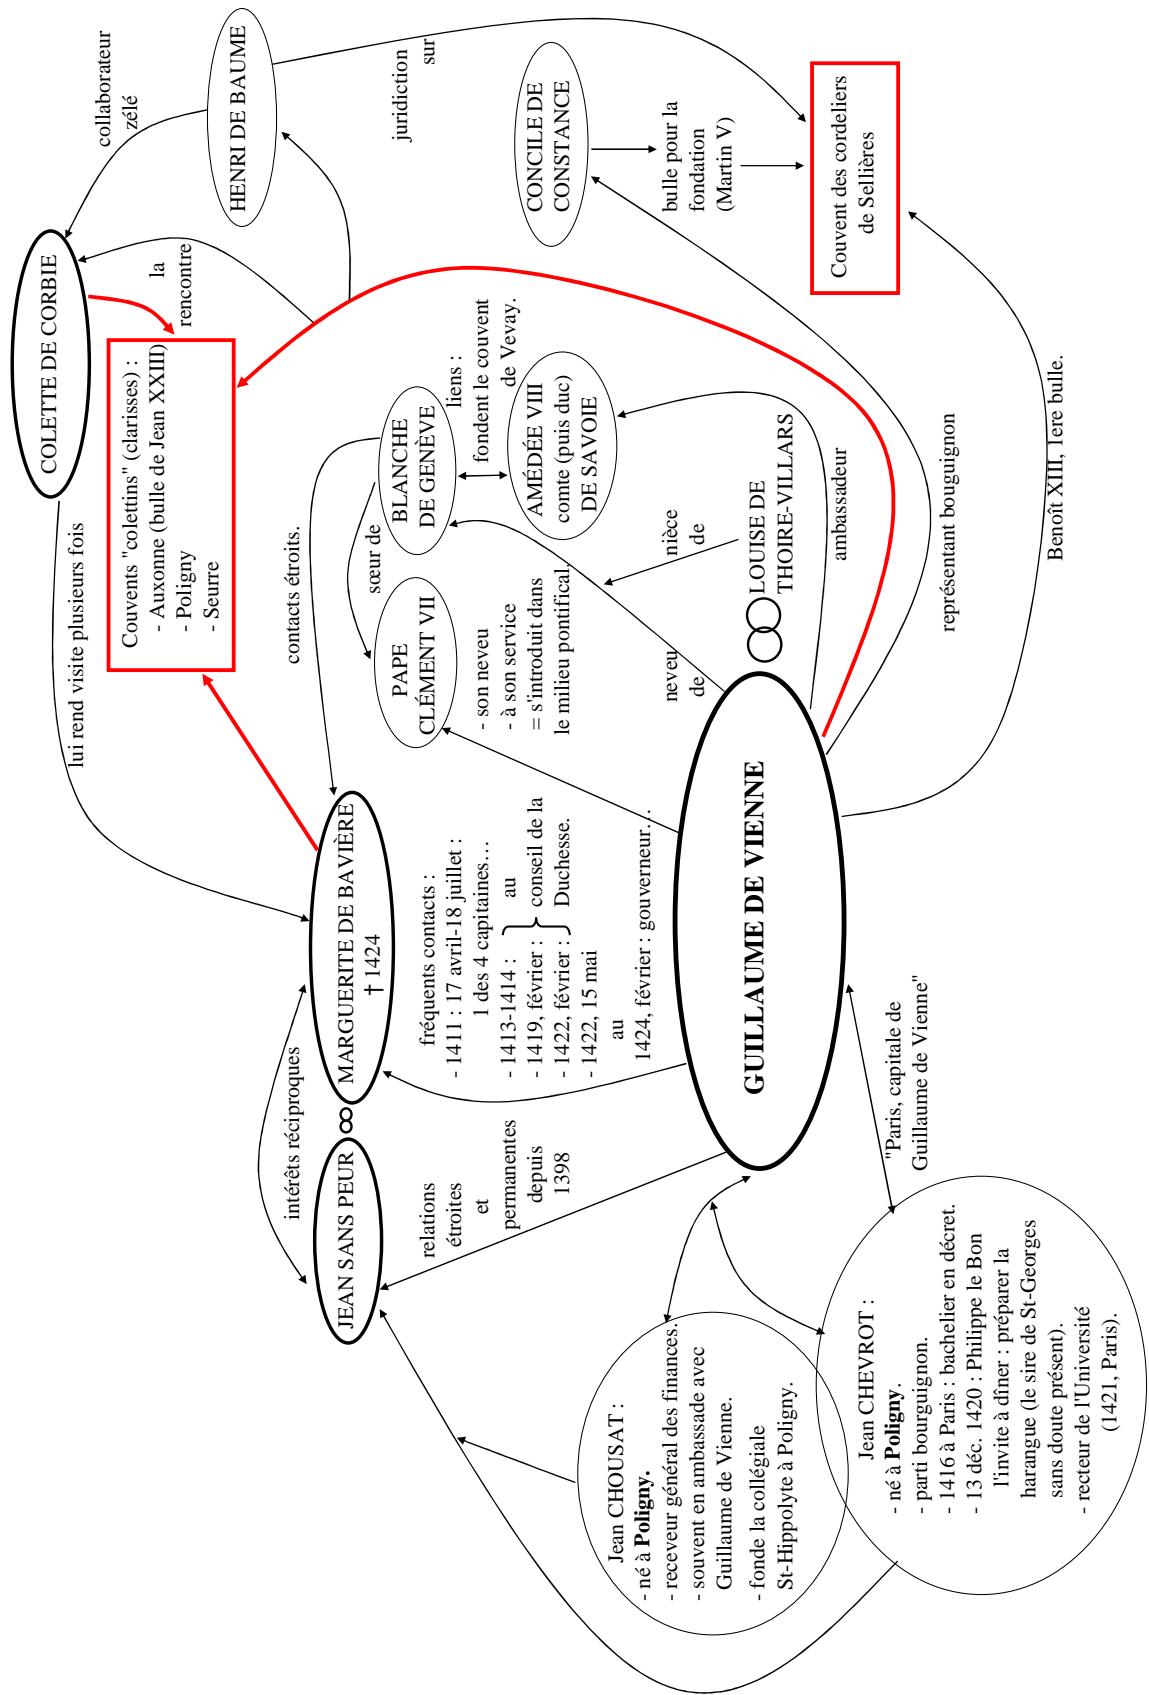 COLETTE DE CORBIE
collaborateur
zélé
HENRI DE BAUME
lui rend visite plusieurs fois
Couvents "colettins" (clarisses) :
- Auxonne (bulle de Jean XXIII)
- Poligny
- Seurre
la
rencontre
juridiction
sur
intérêts réciproques
contacts étroits.
JEAN SANS PEUR
MARGUERITE DE BAVIÈRE
† 1424
sœur de
PAPE
CLÉMENT VII
BLANCHE
DE GENÈVE
liens :
fondent le couvent
de Vevay.
AMÉDÉE VIII
comte (puis duc)
DE SAVOIE
CONCILE DE
CONSTANCE
bulle pour la
fondation
(Martin V)
Couvent des cordeliers
de Sellières
relations
étroites
et
permanentes
depuis
1398
fréquents contacts :
- 1411 : 17 avril-18 juillet :
1 des 4 capitaines…
- 1413-1414 :
- 1419, février :
- 1422, février :
au
conseil de la
Duchesse.
- 1422, 15 mai
au
1424, février : gouverneur…
- son neveu
- à son service
= s'introduit dans
le milieu pontifical.
neveu
de
nièce
de
LOUISE DE
THOIRE-VILLARS
ambassadeur
représentant bouguignon
Benoît XIII, 1ere bulle.
GUILLAUME DE VIENNE
"Paris, capitale de
Guillaume de Vienne"
Jean CHOUSAT :
- né à Poligny.
- receveur général des finances.
- souvent en ambassade avec
Guillaume de Vienne.
- fonde la collégiale
St-Hippolyte à Poligny.
Jean CHEVROT :
- né à Poligny.
- parti bourguignon.
- 1416 à Paris : bachelier en décret.
- 13 déc. 1420 : Philippe le Bon
l'invite à dîner : préparer la
harangue (le sire de St-Georges
sans doute présent).
- recteur de l'Université
(1421, Paris).